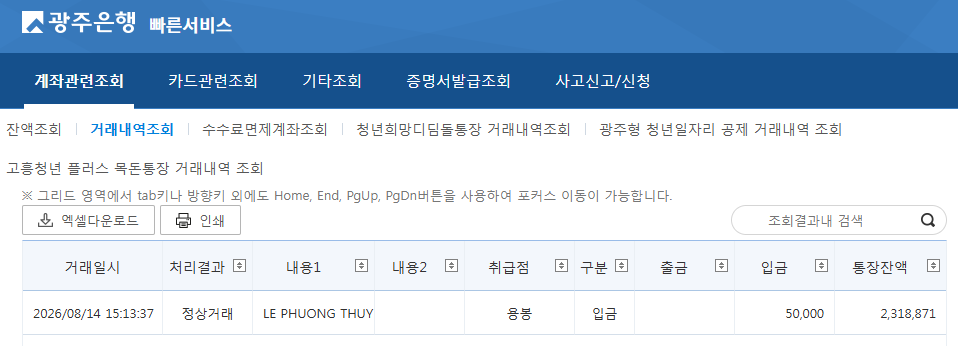 광주은행 빠른서비스
계좌관련조회 카드관련조회 기타조회 증명서발급조회 사고신고/신청
잔액조회 거래내역조회 수수료면제계좌조회 청년희망디딤돌통장 거래내역조회 광주형 청년일자리 공제 거래내역 조회
고흥청년 플러스 목돈통장 거래내역 조회
※ 그리드 영역에서 tab키나 방향키 외에도 Home, End, PgUp, PgDn버튼을 사용하여 포커스 이동이 가능합니다.
엑셀다운로드 인쇄 조회결과내 검색
거래일시 처리결과 내용1 내용2 취급점 구분 출금 입금 통장잔액
2026/08/14 15:13:37 정상거래 LE PHUONG THUY 용봉 입금 50,000 2,318,871